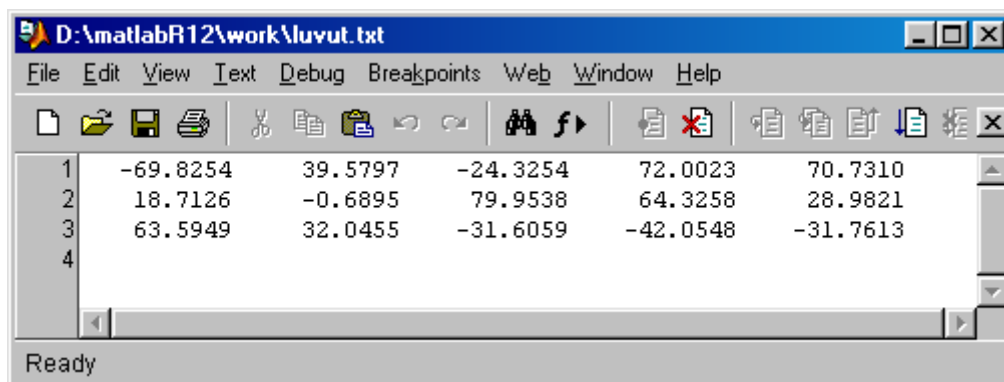 D:\matlabR12\work\luvut.txt
File Edit View Text Debug Breakpoints Web Window Help
1 -69.8254 39.5797 -24.3254 72.0023 70.7310
2 18.7126 -0.6895 79.9538 64.3258 28.9821
3 63.5949 32.0455 -31.6059 -42.0548 -31.7613
4
Ready